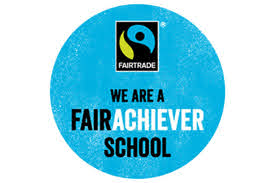 FAIRTRADE
®
WE ARE A
FAIRACHIEVER
SCHOOL